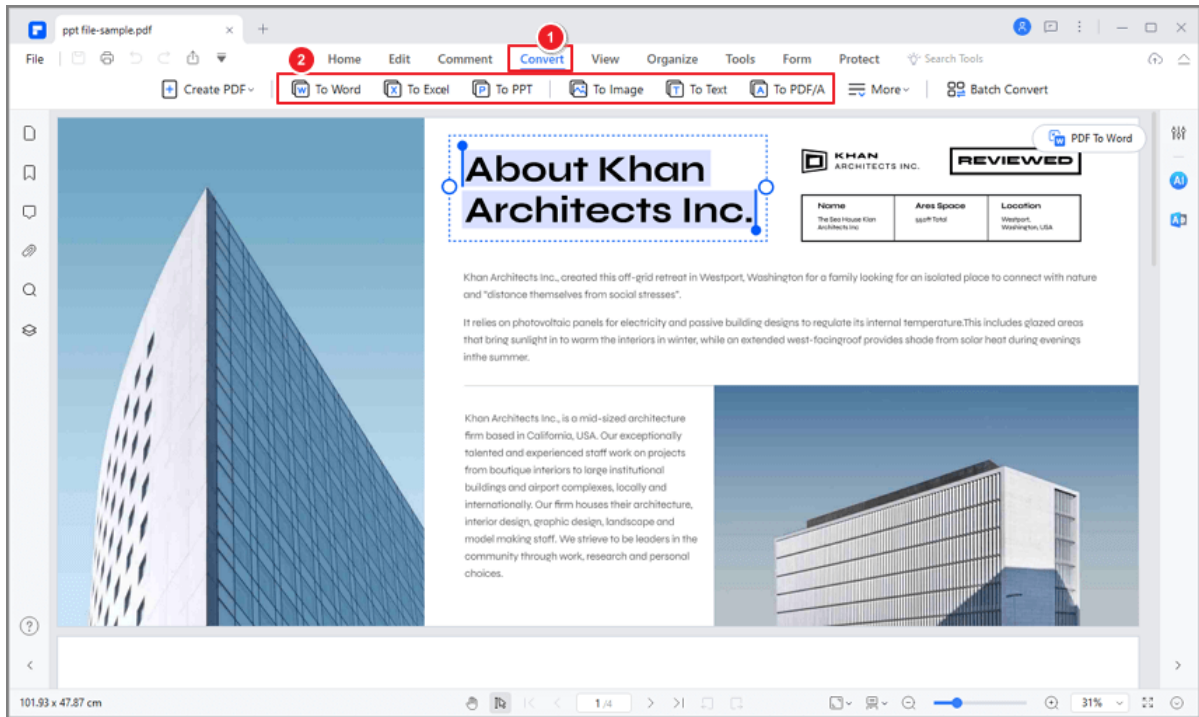 ppt file-sample.pdf
1
File
2
Home
Edit
Comment
Convert
View
Organize
Tools
Form
Protect
Search Tools
Create PDF
To Word
To Excel
To PPT
To Image
To Text
To PDF/A
More
Batch Convert
PDF To Word
About Khan
Architects Inc.
KHAN
ARCHITECTS INC.
REVIEWED
Name
The Sea House Klan
Architects Inc
Ares Space
550ft Total
Location
Westport,
Washington, USA
Khan Architects Inc., created this off-grid retreat in Westport, Washington for a family looking for an isolated place to connect with nature
and "distance themselves from social stresses".
It relies on photovoltaic panels for electricity and passive building designs to regulate its internal temperature.This includes glazed areas
that bring sunlight in to warm the interiors in winter, while an extended west-facingroof provides shade from solar heat during evenings
inthe summer.
Khan Architects Inc., is a mid-sized architecture
firm based in California, USA. Our exceptionally
talented and experienced staff work on projects
from boutique interiors to large institutional
buildings and airport complexes, locally and
internationally. Our firm houses their architecture,
interior design, graphic design, landscape and
model making staff. We strieve to be leaders in the
community through work, research and personal
choices.
AI
101.93 x 47.87 cm
1 /4
31%